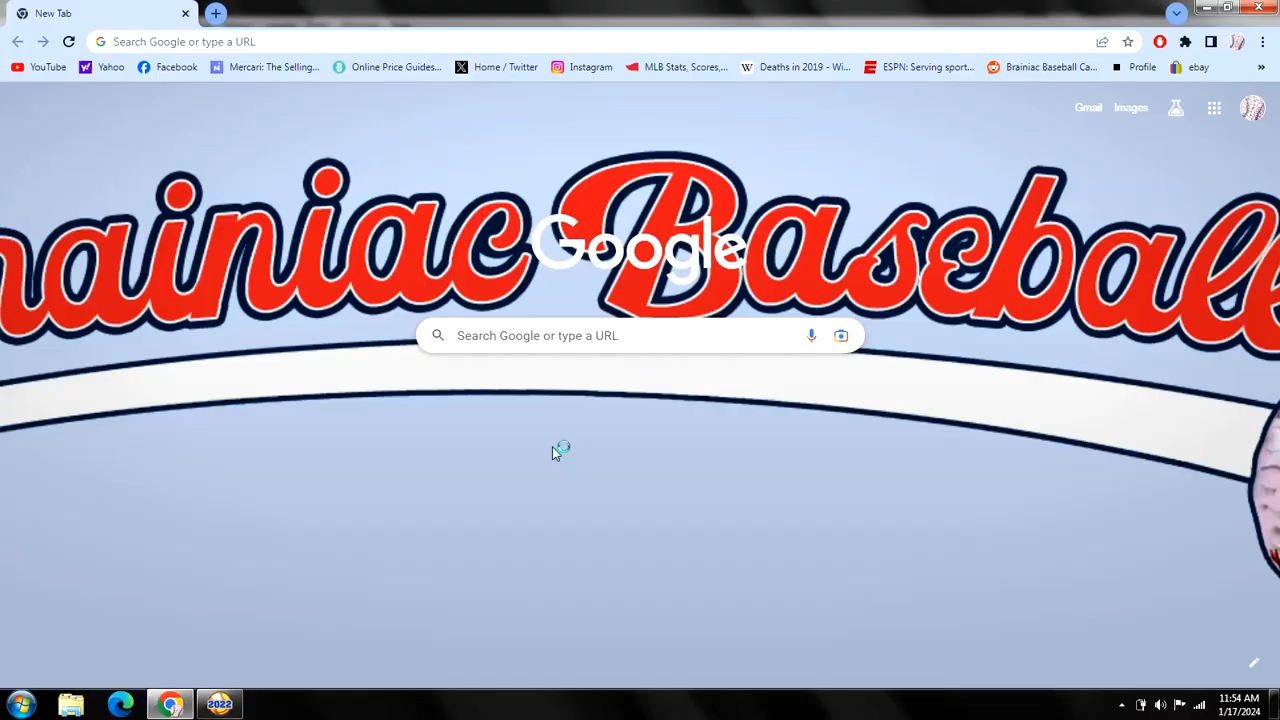 New Tab
Search Google or type a URL
YouTube Yahoo Facebook Mercari: The Selling... Online Price Guides... Home / Twitter Instagram MLB Stats, Scores,... Deaths in 2019 - Wi... ESPN: Serving sport... Brainiac Baseball Ca... Profile ebay »
Gmail Images
rainiac Baseball
Google
Search Google or type a URL
2022
11:54 AM
1/17/2024